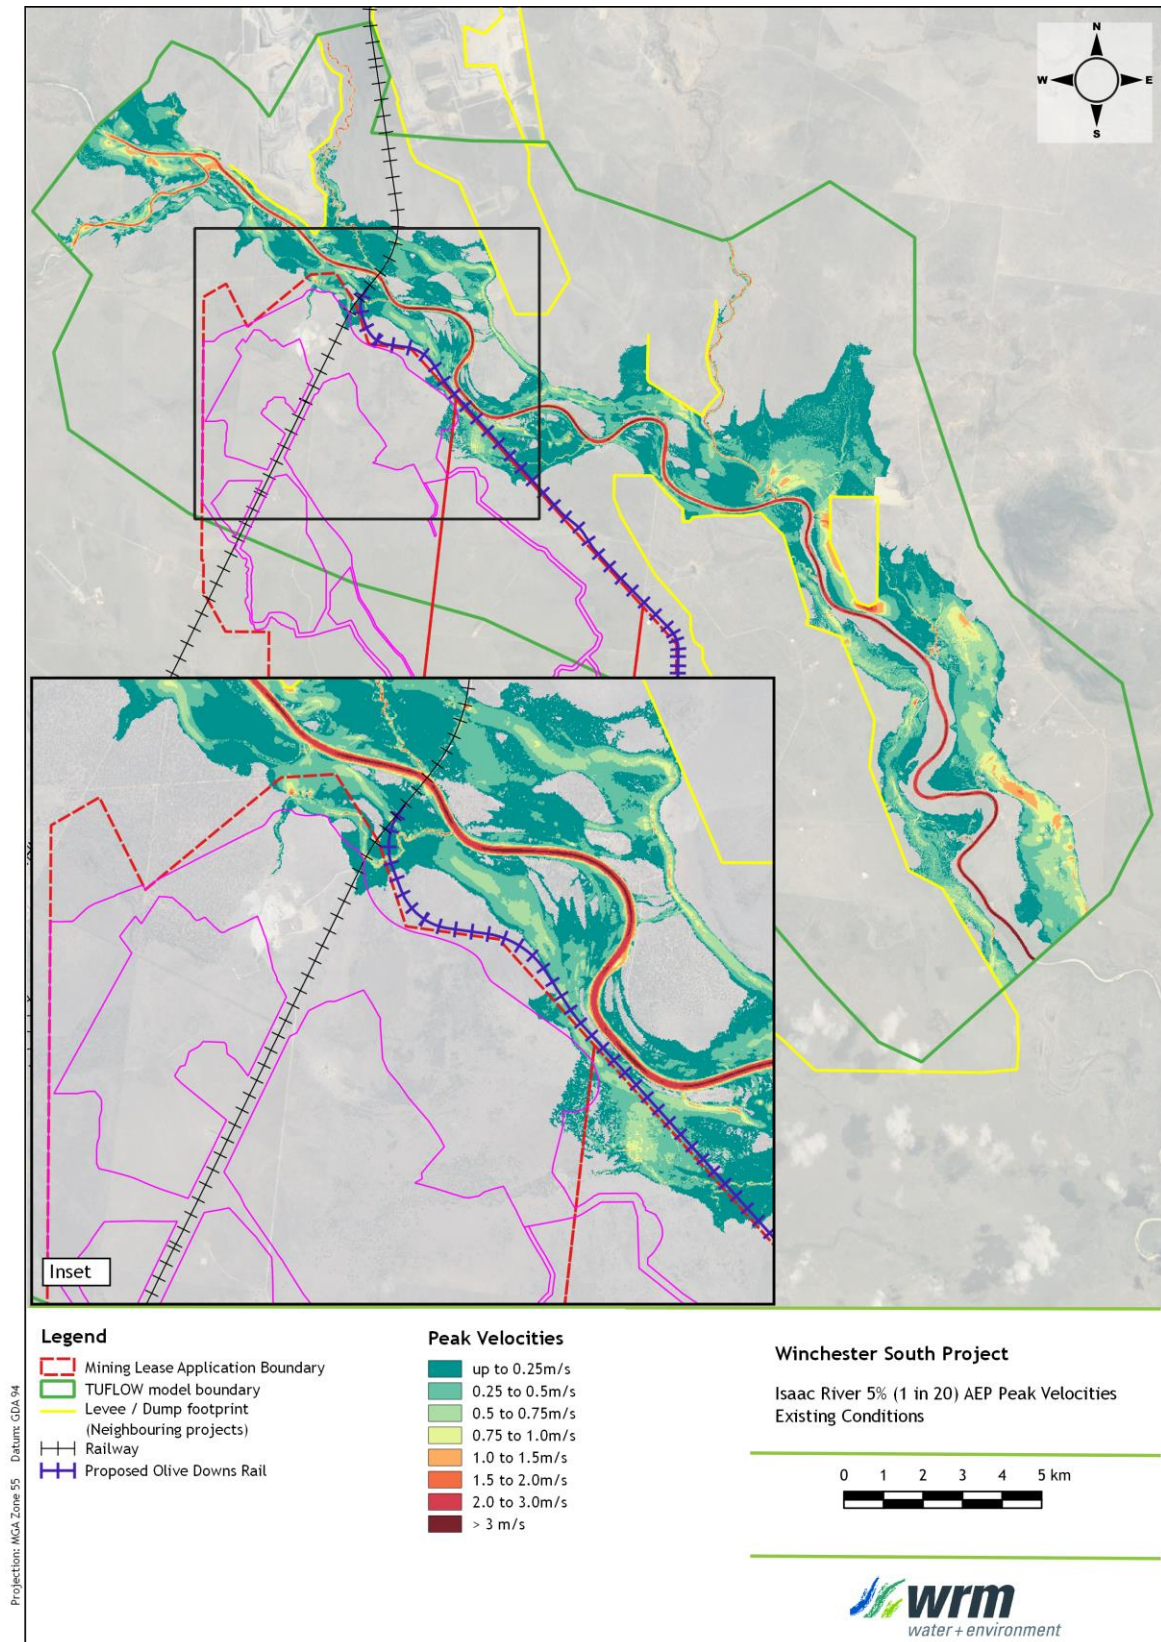 N
W
E
S
Inset
Legend
Mining Lease Application Boundary
TUFLOW model boundary
Levee / Dump footprint
(Neighbouring projects)
Railway
Proposed Olive Downs Rail
Peak Velocities
up to 0.25m/s
0.25 to 0.5m/s
0.5 to 0.75m/s
0.75 to 1.0m/s
1.0 to 1.5m/s
1.5 to 2.0m/s
2.0 to 3.0m/s
> 3 m/s
Winchester South Project
Isaac River 5% (1 in 20) AEP Peak Velocities
Existing Conditions
0 1 2 3 4 5 km
wrm
water + environment
Projection: MGA Zone 55 Datum: GDA 94